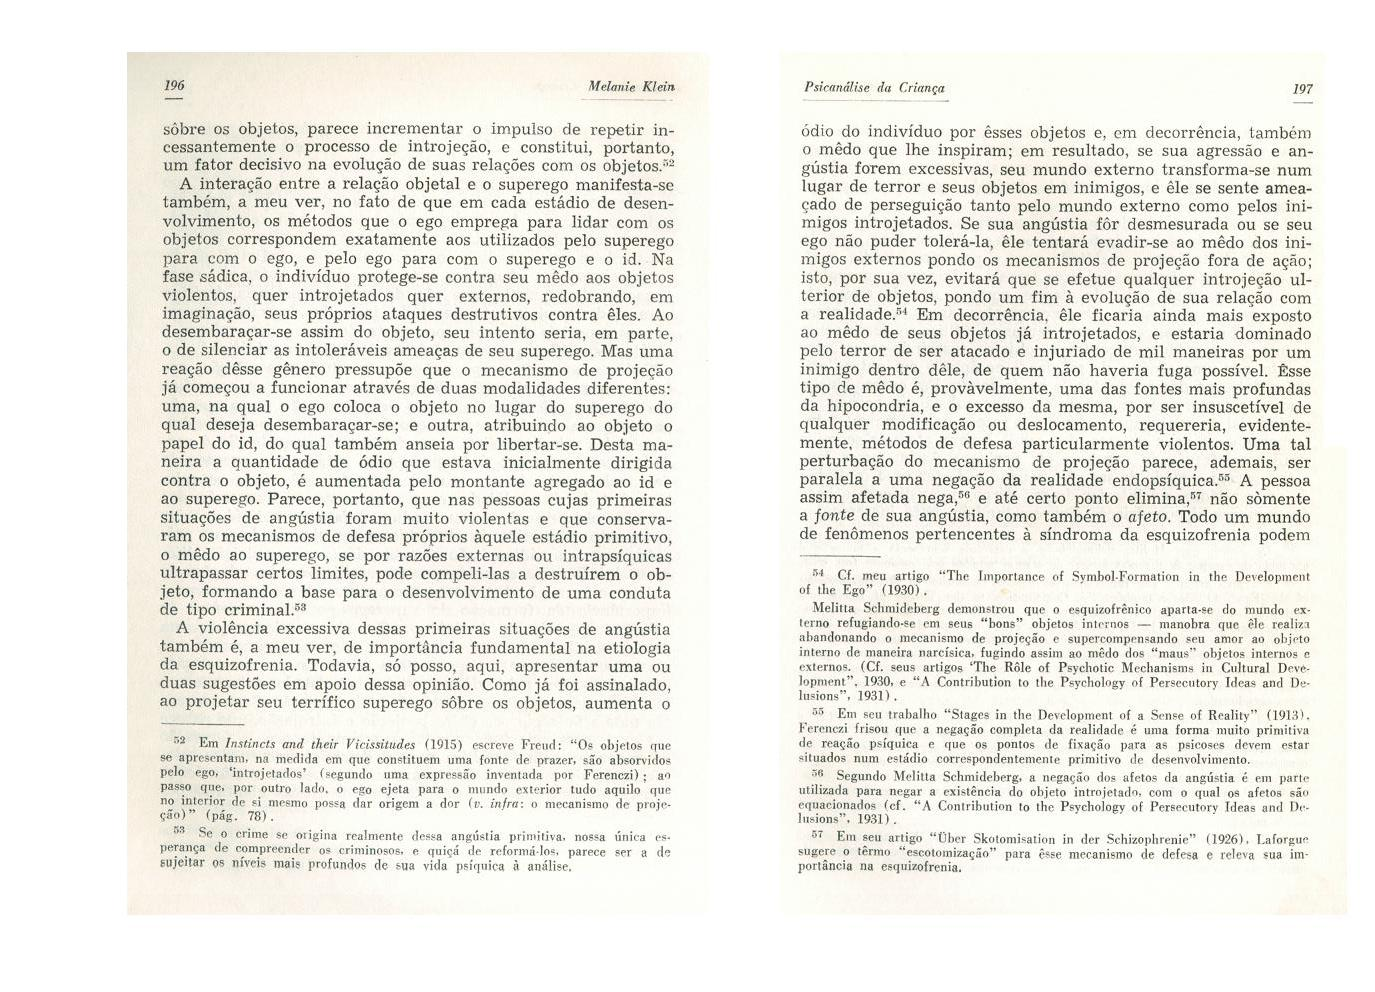 196
Melanie Klein
sôbre os objetos, parece incrementar o impulso de repetir in-
cessantemente o processo de introjeção, e constitui, portanto,
um fator decisivo na evolução de suas relações com os objetos.⁵²
A interação entre a relação objetal e o superego manifesta-se
também, a meu ver, no fato de que em cada estádio de desen-
volvimento, os métodos que o ego emprega para lidar com os
objetos correspondem exatamente aos utilizados pelo superego
para com o ego, e pelo ego para com o superego e o id. Na
fase sádica, o indivíduo protege-se contra seu mêdo aos objetos
violentos, quer introjetados quer externos, redobrando, em
imaginação, seus próprios ataques destrutivos contra êles. Ao
desembaraçar-se assim do objeto, seu intento seria, em parte,
o de silenciar as intoleráveis ameaças de seu superego. Mas uma
reação dêsse gênero pressupõe que o mecanismo de projeção
já começou a funcionar através de duas modalidades diferentes:
uma, na qual o ego coloca o objeto no lugar do superego do
qual deseja desembaraçar-se; e outra, atribuindo ao objeto o
papel do id, do qual também anseia por libertar-se. Desta ma-
neira a quantidade de ódio que estava inicialmente dirigida
contra o objeto, é aumentada pelo montante agregado ao id e
ao superego. Parece, portanto, que nas pessoas cujas primeiras
situações de angústia foram muito violentas e que conserva-
ram os mecanismos de defesa próprios àquele estádio primitivo,
o mêdo ao superego, se por razões externas ou intrapsíquicas
ultrapassar certos limites, pode compeli-las a destruírem o ob-
jeto, formando a base para o desenvolvimento de uma conduta
de tipo criminal.⁵³
A violência excessiva dessas primeiras situações de angústia
também é, a meu ver, de importância fundamental na etiologia
da esquizofrenia. Todavia, só posso, aqui, apresentar uma ou
duas sugestões em apoio dessa opinião. Como já foi assinalado,
ao projetar seu terrífico superego sôbre os objetos, aumenta o
⁵² Em Instincts and their Vicissitudes (1915) escreve Freud: “Os objetos que
se apresentam, na medida em que constituem uma fonte de prazer, são absorvidos
pelo ego, ‘introjetados’ (segundo uma expressão inventada por Ferenczi); ao
passo que, por outro lado, o ego ejeta para o mundo exterior tudo aquilo que
no interior de si mesmo possa dar origem a dor (v. infra: o mecanismo de proje-
ção)” (pág. 78).
⁵³ Se o crime se origina realmente dessa angústia primitiva, nossa única es-
perança de compreender os criminosos, e quiçá de reformá-los, parece ser a de
sujeitar os níveis mais profundos de sua vida psíquica à análise.
Psicanálise da Criança
197
ódio do indivíduo por êsses objetos e, em decorrência, também
o mêdo que lhe inspiram; em resultado, se sua agressão e an-
gústia forem excessivas, seu mundo externo transforma-se num
lugar de terror e seus objetos em inimigos, e êle se sente amea-
çado de perseguição tanto pelo mundo externo como pelos ini-
migos introjetados. Se sua angústia fôr desmesurada ou se seu
ego não puder tolerá-la, êle tentará evadir-se ao mêdo dos ini-
migos externos pondo os mecanismos de projeção fora de ação;
isto, por sua vez, evitará que se efetue qualquer introjeção ul-
terior de objetos, pondo um fim à evolução de sua relação com
a realidade.⁵⁴ Em decorrência, êle ficaria ainda mais exposto
ao mêdo de seus objetos já introjetados, e estaria dominado
pelo terror de ser atacado e injuriado de mil maneiras por um
inimigo dentro dêle, de quem não haveria fuga possível. Êsse
tipo de mêdo é, provàvelmente, uma das fontes mais profundas
da hipocondria, e o excesso da mesma, por ser insuscetível de
qualquer modificação ou deslocamento, requereria, evidente-
mente, métodos de defesa particularmente violentos. Uma tal
perturbação do mecanismo de projeção parece, ademais, ser
paralela a uma negação da realidade endopsíquica.⁵⁵ A pessoa
assim afetada nega,⁵⁶ e até certo ponto elimina,⁵⁷ não sòmente
a fonte de sua angústia, como também o afeto. Todo um mundo
de fenômenos pertencentes à síndroma da esquizofrenia podem
⁵⁴ Cf. meu artigo “The Importance of Symbol-Formation in the Development
of the Ego” (1930).
Melitta Schmideberg demonstrou que o esquizofrênico aparta-se do mundo ex-
terno refugiando-se em seus “bons” objetos internos — manobra que êle realiza
abandonando o mecanismo de projeção e supercompensando seu amor ao objeto
interno de maneira narcísica, fugindo assim ao mêdo dos “maus” objetos internos e
externos. (Cf. seus artigos ‘The Rôle of Psychotic Mechanisms in Cultural Deve-
lopment”, 1930, e “A Contribution to the Psychology of Persecutory Ideas and De-
lusions”, 1931).
⁵⁵ Em seu trabalho “Stages in the Development of a Sense of Reality” (1913),
Ferenczi frisou que a negação completa da realidade é uma forma muito primitiva
de reação psíquica e que os pontos de fixação para as psicoses devem estar
situados num estádio correspondentemente primitivo de desenvolvimento.
⁵⁶ Segundo Melitta Schmideberg, a negação dos afetos da angústia é em parte
utilizada para negar a existência do objeto introjetado, com o qual os afetos são
equacionados (cf. “A Contribution to the Psychology of Persecutory Ideas and De-
lusions”, 1931).
⁵⁷ Em seu artigo “Über Skotomisation in der Schizophrenie” (1926), Laforgue
sugere o têrmo “escotomização” para êsse mecanismo de defesa e releva sua im-
portância na esquizofrenia.